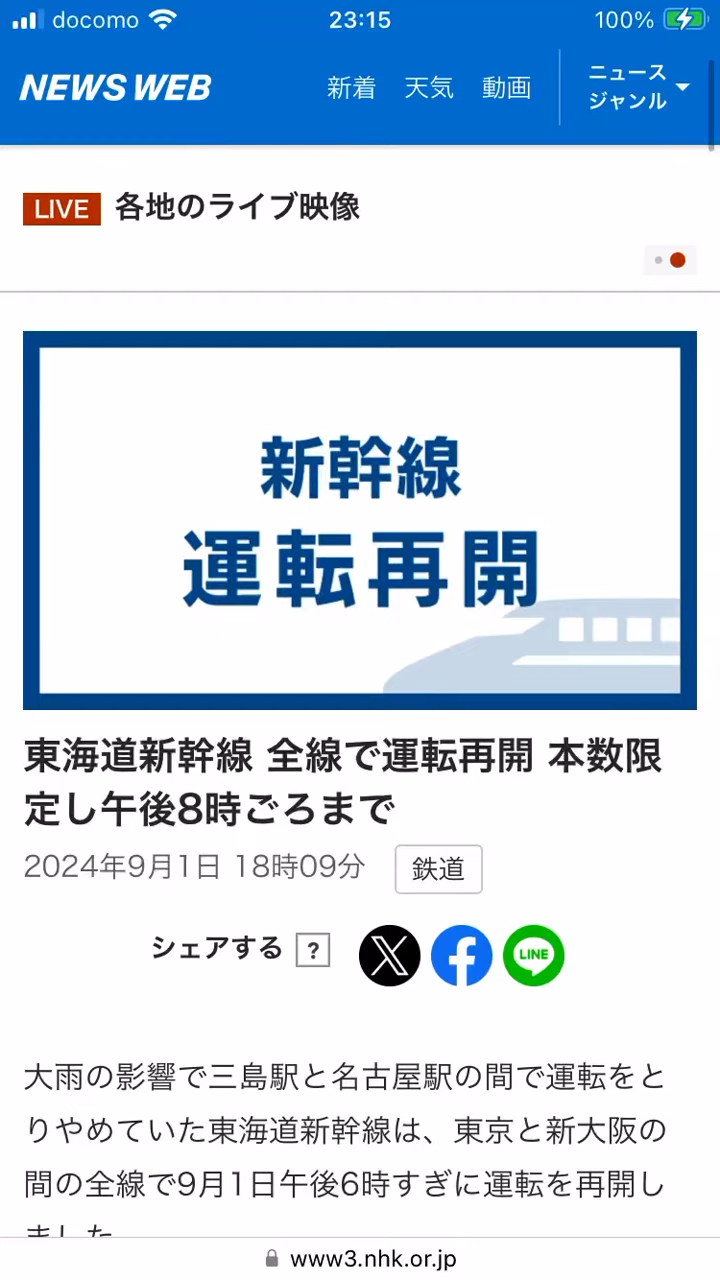 docomo 23:15 100%
NEWS WEB 新着 天気 動画 ニュース
ジャンル
LIVE 各地のライブ映像
新幹線
運転再開
東海道新幹線 全線で運転再開 本数限
定し午後8時ごろまで
2024年9月1日 18時09分 鉄道
シェアする ? X f LINE
大雨の影響で三島駅と名古屋駅の間で運転をと
りやめていた東海道新幹線は、東京と新大阪の
間の全線で9月1日午後6時すぎに運転を再開し
ました
www3.nhk.or.jp